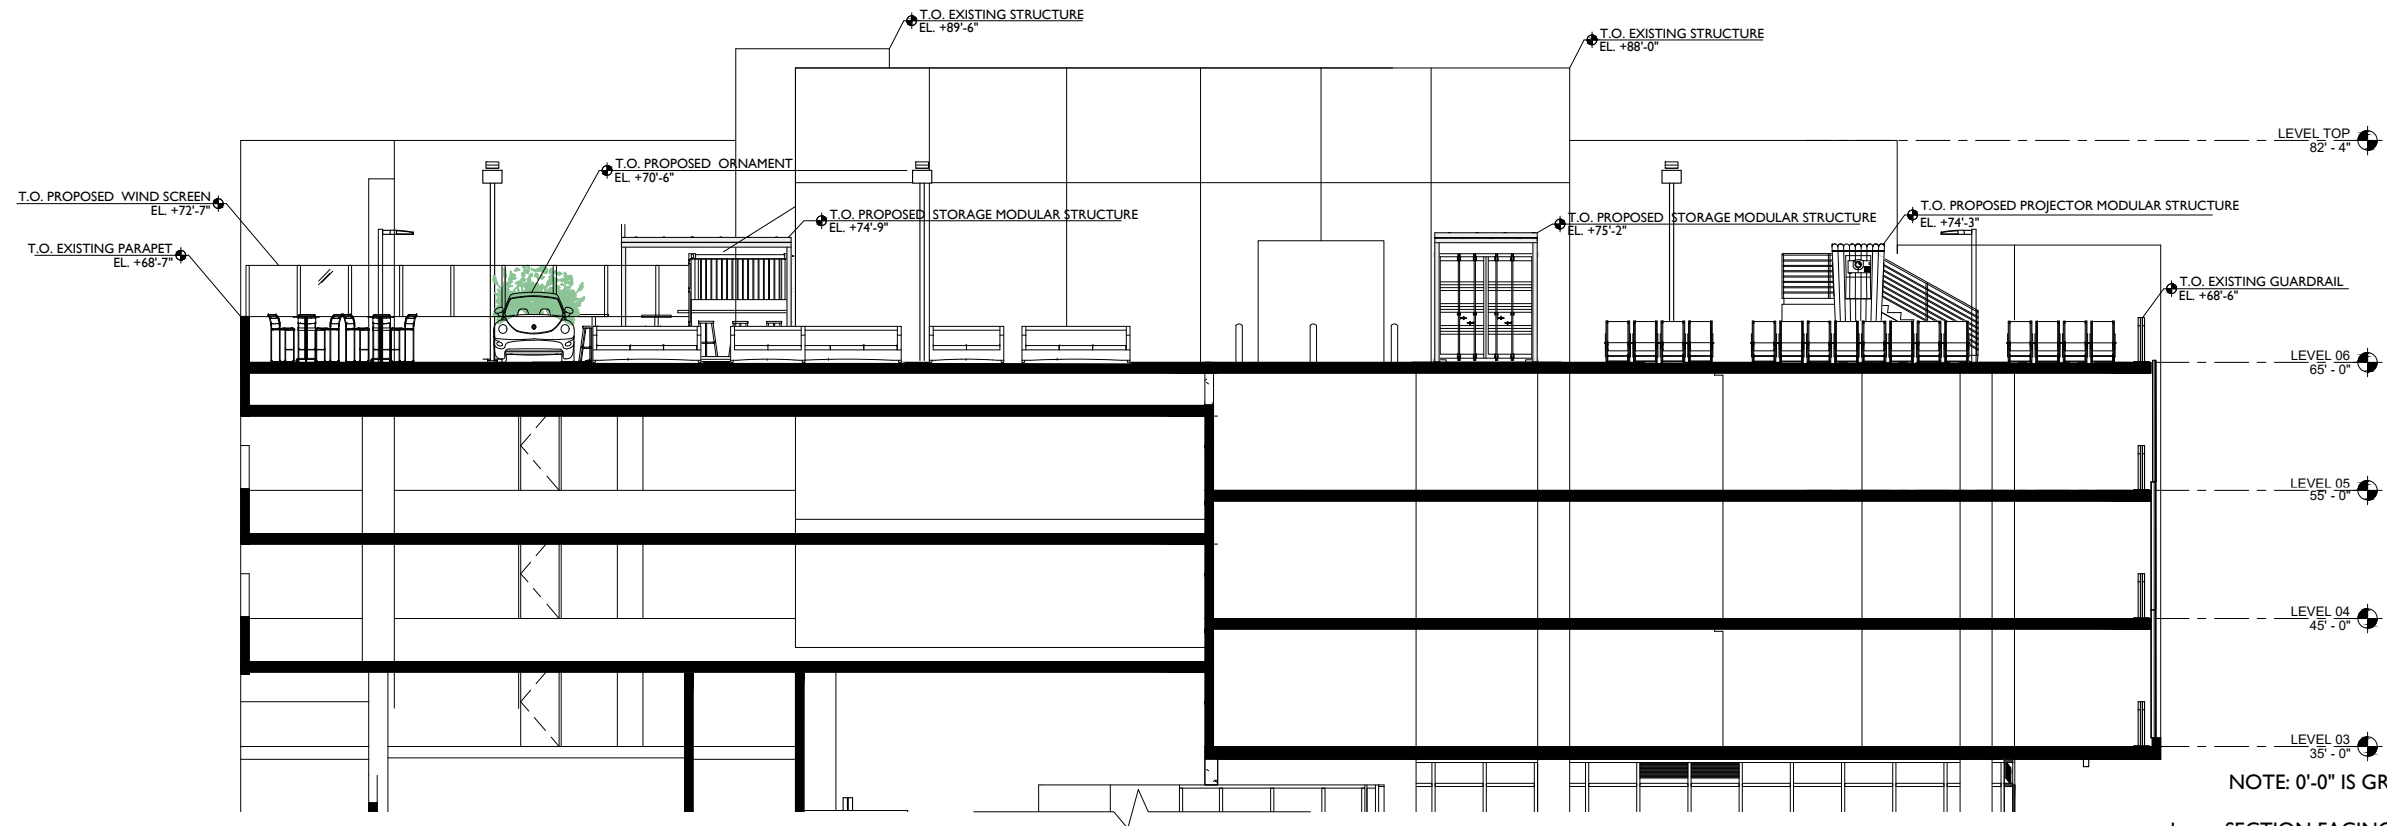 T.O. EXISTING STRUCTURE
EL. +89'-6"
T.O. EXISTING STRUCTURE
EL. +88'-0"
LEVEL TOP
82' - 4"
T.O. PROPOSED ORNAMENT
EL. +70'-6"
T.O. PROPOSED WIND SCREEN
EL. +72'-7"
T.O. PROPOSED STORAGE MODULAR STRUCTURE
EL. +74'-9"
T.O. PROPOSED STORAGE MODULAR STRUCTURE
EL. +75'-2"
T.O. PROPOSED PROJECTOR MODULAR STRUCTURE
EL. +74'-3"
T.O. EXISTING PARAPET
EL. +68'-7"
T.O. EXISTING GUARDRAIL
EL. +68'-6"
LEVEL 06
65' - 0"
LEVEL 05
55' - 0"
LEVEL 04
45' - 0"
LEVEL 03
35' - 0"
NOTE: 0'-0" IS GR
SECTION FACING